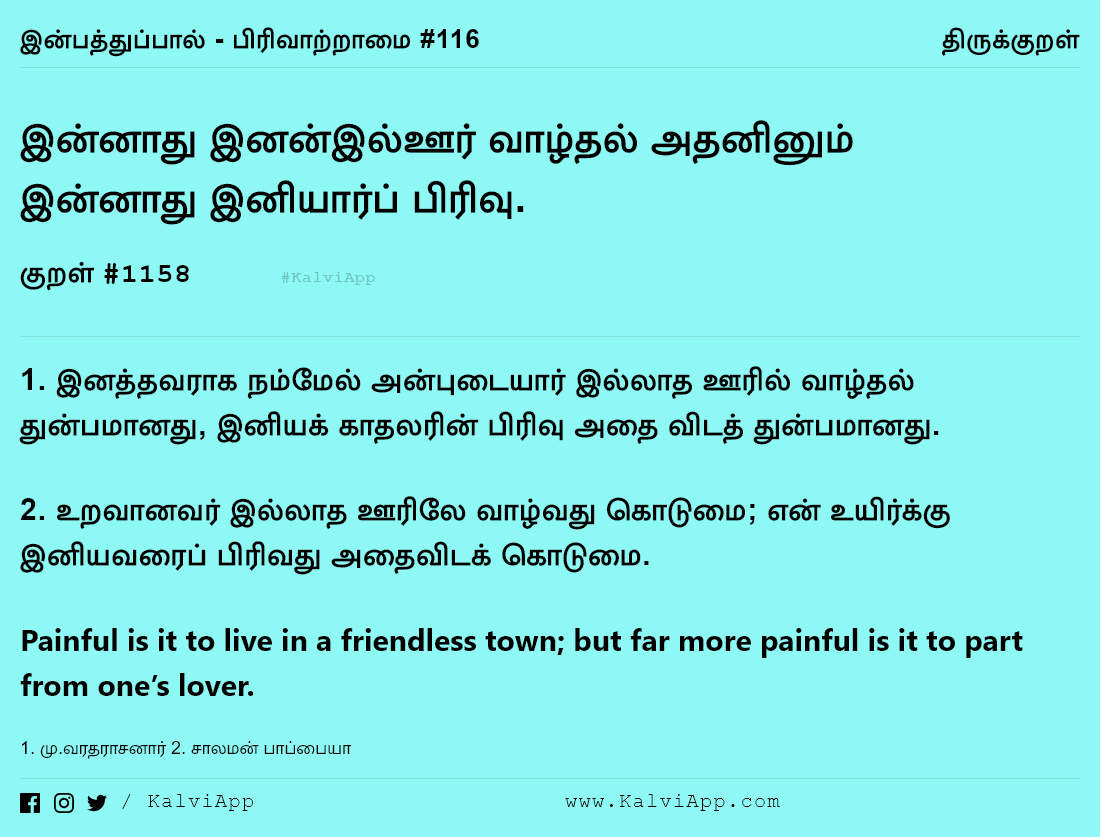 இன்பத்துப்பால் - பிரிவாற்றாமை #116 திருக்குறள்
இன்னாது இனன்இல்ஊர் வாழ்தல் அதனினும்
இன்னாது இனியார்ப் பிரிவு.
குறள் #1158 #KalviApp
1. இனத்தவராக நம்மேல் அன்புடையார் இல்லாத ஊரில் வாழ்தல்
துன்பமானது, இனியக் காதலரின் பிரிவு அதை விடத் துன்பமானது.
2. உறவானவர் இல்லாத ஊரிலே வாழ்வது கொடுமை; என் உயிர்க்கு
இனியவரைப் பிரிவது அதைவிடக் கொடுமை.
Painful is it to live in a friendless town; but far more painful is it to part
from one’s lover.
1. மு.வரதராசனார் 2. சாலமன் பாப்பையா
/ KalviApp www.KalviApp.com